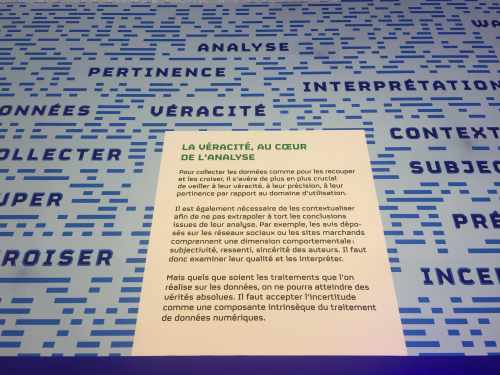 WA
ANALYSE
PERTINENCE
INTERPRÉTATION
ONNÉES
VÉRACITÉ
CONTEXT
OLLECTER
SUBJEC
UPER
PRÉ
ROISER
INCE
LA VÉRACITÉ, AU CŒUR
DE L'ANALYSE
Pour collecter les données comme pour les recouper
et les croiser, il s'avère de plus en plus crucial
de veiller à leur véracité, à leur précision, à leur
pertinence par rapport au domaine d'utilisation.
Il est également nécessaire de les contextualiser
afin de ne pas extrapoler à tort les conclusions
issues de leur analyse. Par exemple, les avis dépo-
sés sur les réseaux sociaux ou les sites marchands
comprennent une dimension comportementale :
subjectivité, ressenti, sincérité des auteurs. Il faut
donc examiner leur qualité et les interpréter.
Mais quels que soient les traitements que l'on
réalise sur les données, on ne pourra atteindre des
vérités absolues. Il faut accepter l'incertitude
comme une composante intrinsèque du traitement
de données numériques.